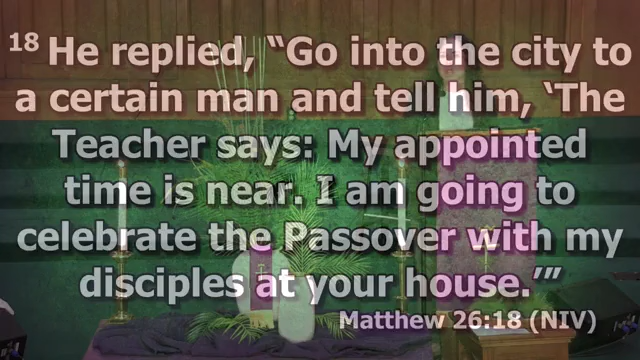 18 He replied, “Go into the city to
a certain man and tell him, ‘The
Teacher says: My appointed
time is near. I am going to
celebrate the Passover with my
disciples at your house.’”
Matthew 26:18 (NIV)